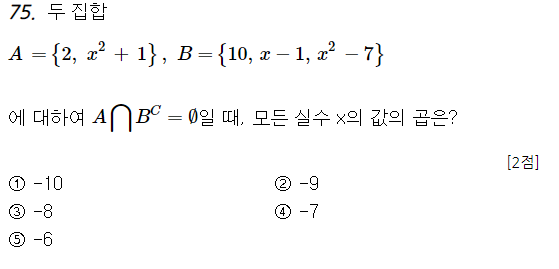 75. 두 집합
A = {2, x² + 1}, B = {10, x − 1, x² − 7}
에 대하여 A⋂Bᶜ = ∅일 때, 모든 실수 x의 값의 곱은?
[2점]
① -10 ② -9
③ -8 ④ -7
⑤ -6